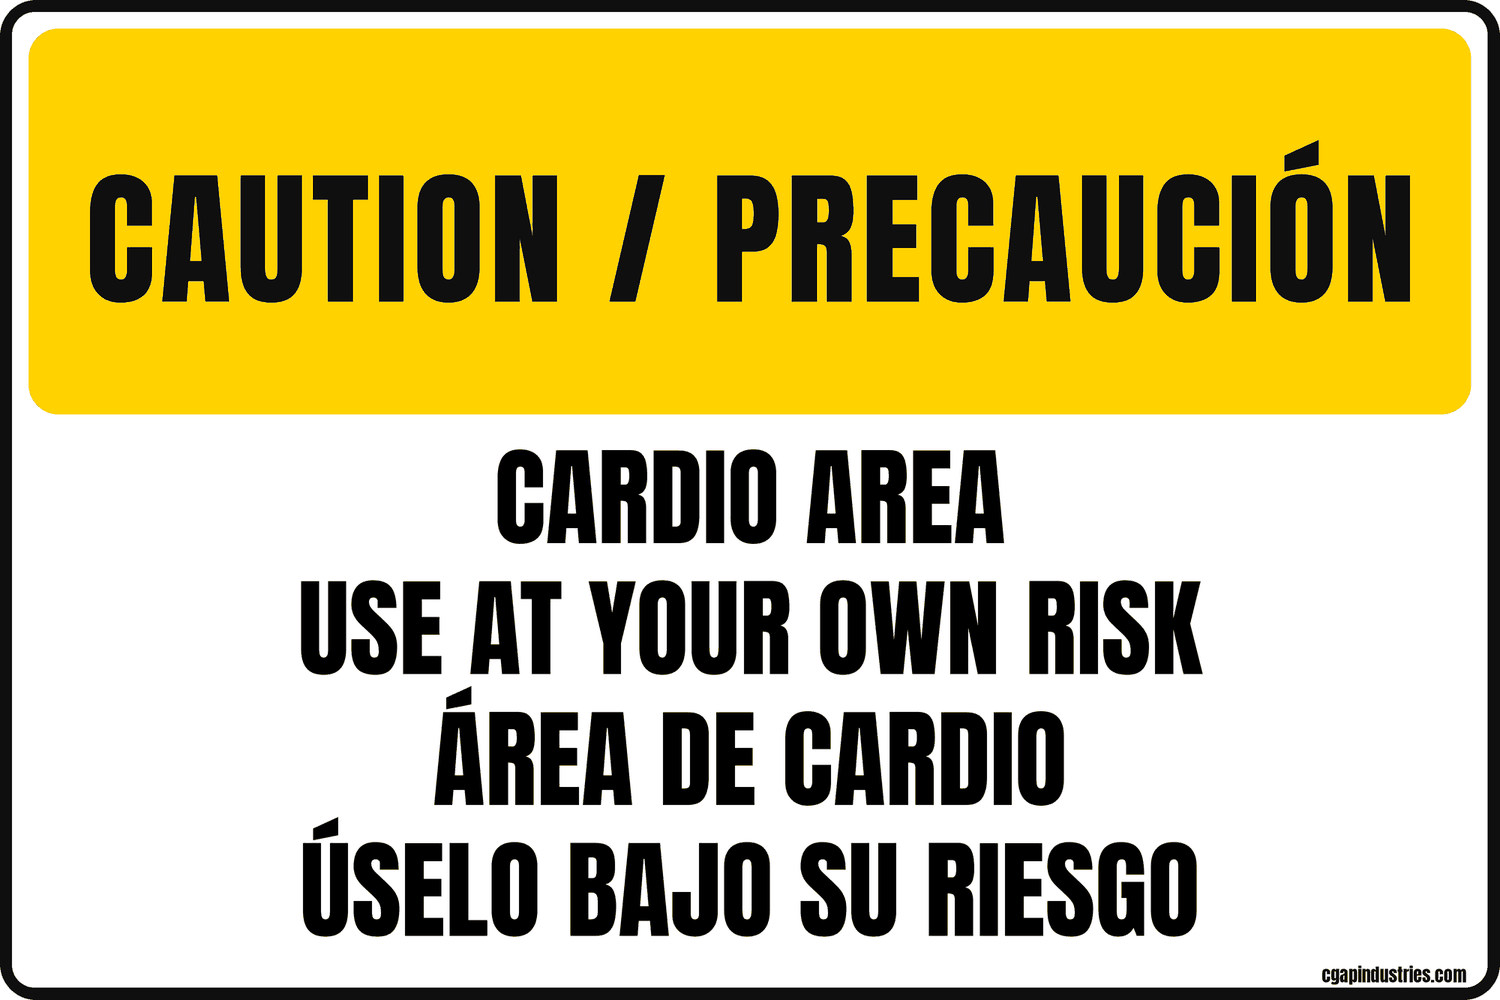 CAUTION / PRECAUCIÓN
CARDIO AREA
USE AT YOUR OWN RISK
ÁREA DE CARDIO
ÚSELO BAJO SU RIESGO
cgapindustries.com